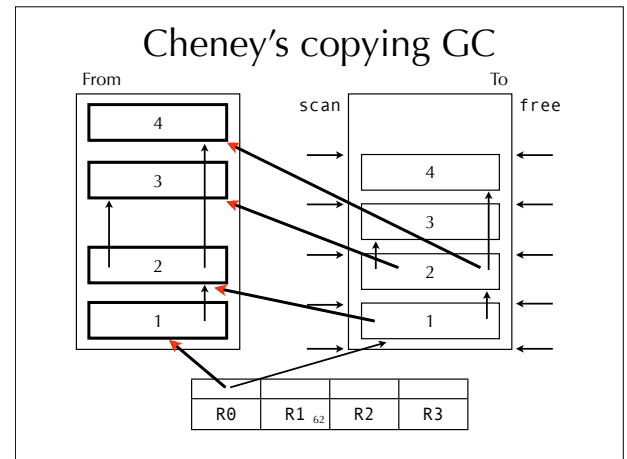 Cheney's copying GC
From
To
scan
free
4
3
2
1
4
3
2
1
R0 R1 62 R2 R3